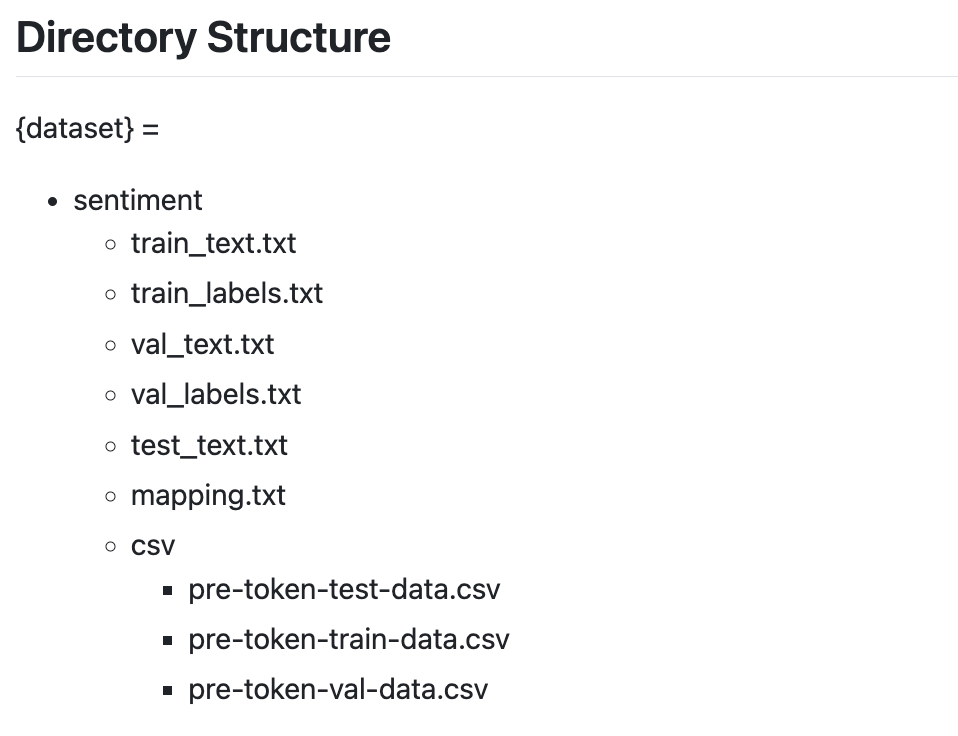 Directory Structure
{dataset} =
sentiment
train_text.txt
train_labels.txt
val_text.txt
val_labels.txt
test_text.txt
mapping.txt
csv
pre-token-test-data.csv
pre-token-train-data.csv
pre-token-val-data.csv